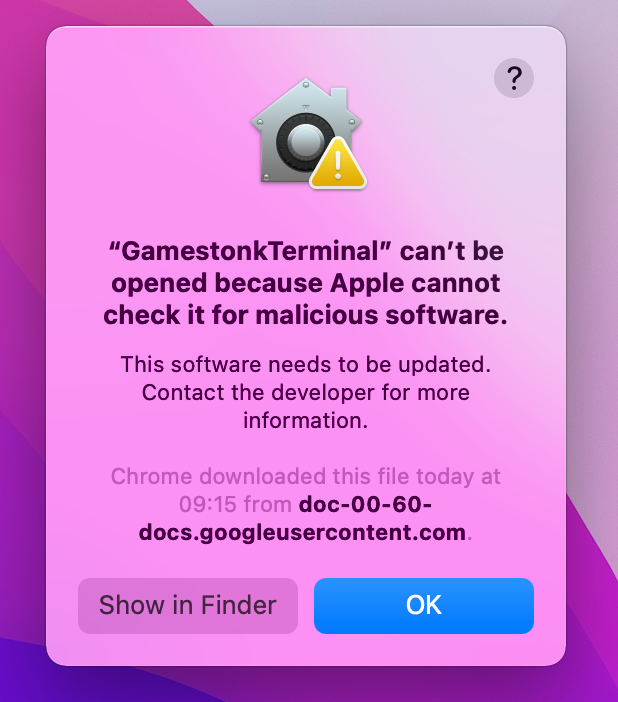 ?
“GamestonkTerminal” can’t be
opened because Apple cannot
check it for malicious software.
This software needs to be updated.
Contact the developer for more
information.
Chrome downloaded this file today at
09:15 from doc-00-60-
docs.googleusercontent.com.
Show in Finder
OK